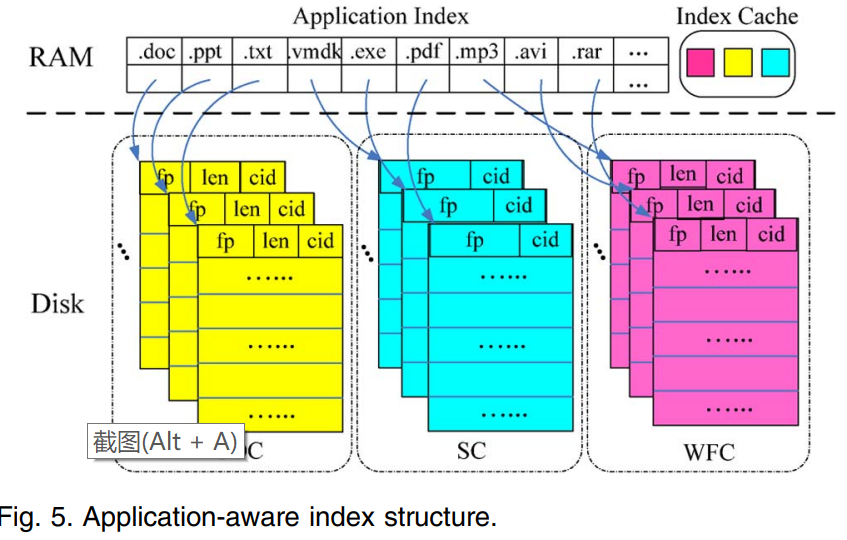 Application Index
Index Cache
RAM
.doc .ppt .txt .vmdk .exe .pdf .mp3 .avi .rar ...
...
fp len cid
fp len cid
fp len cid
fp cid
fp cid
fp cid
fp len cid
fp len cid
fp len cid
...
...
...
Disk
......
......
......
......
......
......
......
......
......
截图(Alt + A)
C
SC
WFC
Fig. 5. Application-aware index structure.